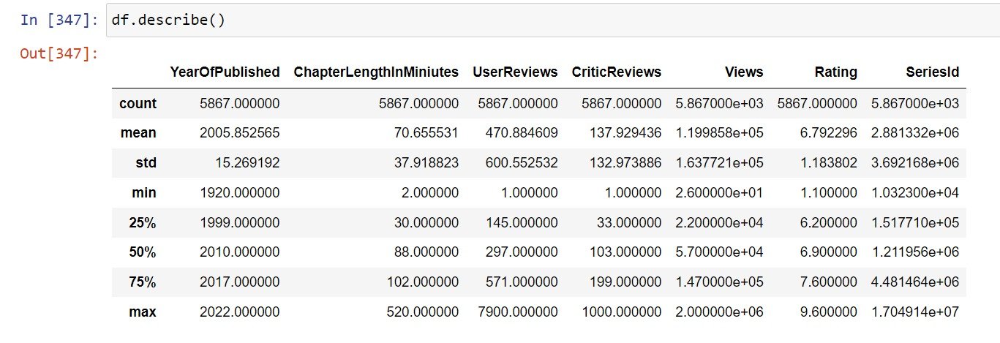 In [347]: df.describe()
Out[347]:
YearOfPublished ChapterLengthInMiniutes UserReviews CriticReviews Views Rating SeriesId
count 5867.000000 5867.000000 5867.000000 5867.000000 5.867000e+03 5867.000000 5.867000e+03
mean 2005.852565 70.655531 470.884609 137.929436 1.199858e+05 6.792296 2.881332e+06
std 15.269192 37.918823 600.552532 132.973886 1.637721e+05 1.183802 3.692168e+06
min 1920.000000 2.000000 1.000000 1.000000 2.600000e+01 1.100000 1.032300e+04
25% 1999.000000 30.000000 145.000000 33.000000 2.200000e+04 6.200000 1.517710e+05
50% 2010.000000 88.000000 297.000000 103.000000 5.700000e+04 6.900000 1.211956e+06
75% 2017.000000 102.000000 571.000000 199.000000 1.470000e+05 7.600000 4.481464e+06
max 2022.000000 520.000000 7900.000000 1000.000000 2.000000e+06 9.600000 1.704914e+07